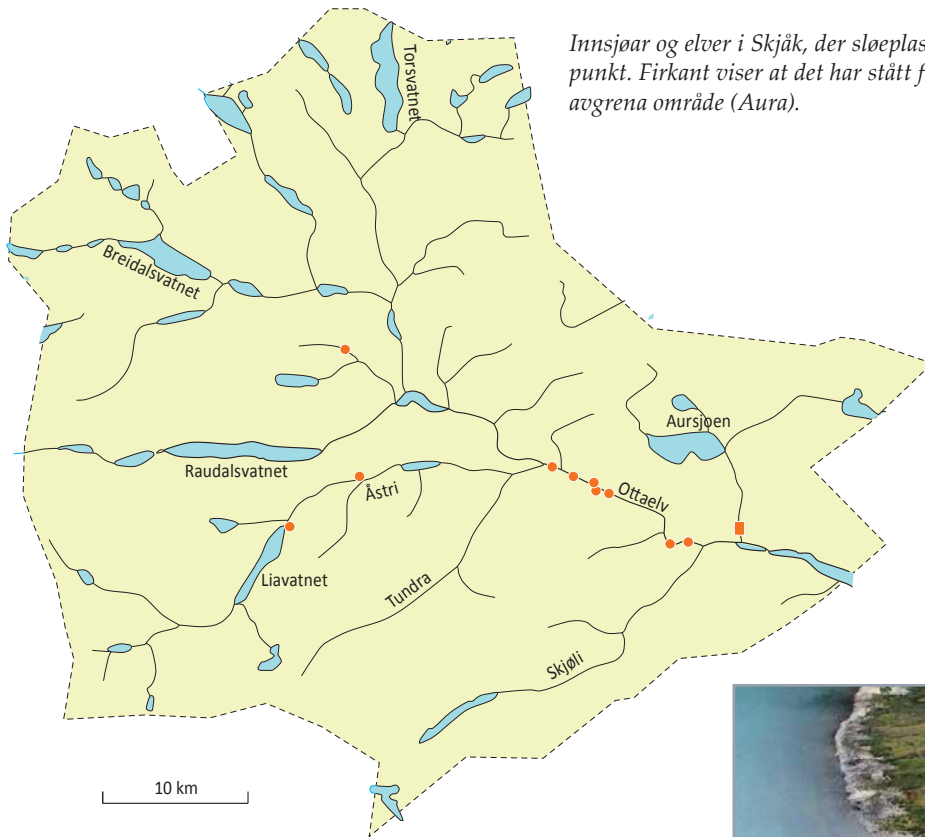 Innsjøar og elver i Skjåk, der sløeplas
punkt. Firkant viser at det har stått f
avgrena område (Aura).
Torsvatnet
Breidalsvatnet
Aursjoen
Raudalsvatnet
Åstri
Ottaelv
Liavatnet
Tundra
Skjøli
10 km